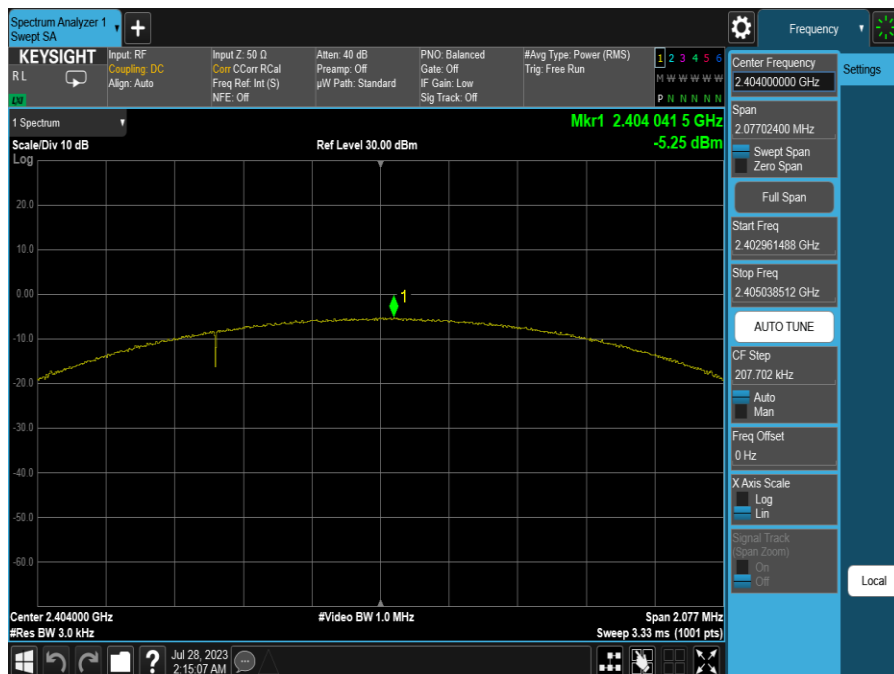 Spectrum Analyzer 1
Swept SA
Frequency
KEYSIGHT
R L
LXI
Input: RF
Coupling: DC
Align: Auto
Input Z: 50 Ω
Corr CCorr RCal
Freq Ref: Int (S)
NFE: Off
Atten: 40 dB
Preamp: Off
µW Path: Standard
PNO: Balanced
Gate: Off
IF Gain: Low
Sig Track: Off
#Avg Type: Power (RMS)
Trig: Free Run
1 2 3 4 5 6
M W W W W W
P N N N N N
1 Spectrum
Scale/Div 10 dB
Log
Ref Level 30.00 dBm
Mkr1 2.404 041 5 GHz
-5.25 dBm
20.0
10.0
0.00
-10.0
-20.0
-30.0
-40.0
-50.0
-60.0
1
Center 2.404000 GHz
#Res BW 3.0 kHz
#Video BW 1.0 MHz
Span 2.077 MHz
Sweep 3.33 ms (1001 pts)
Center Frequency
2.404000000 GHz
Settings
Span
2.07702400 MHz
Swept Span
Zero Span
Full Span
Start Freq
2.402961488 GHz
Stop Freq
2.405038512 GHz
AUTO TUNE
CF Step
207.702 kHz
Auto
Man
Freq Offset
0 Hz
X Axis Scale
Log
Lin
Signal Track
(Span Zoom)
On
Off
Local
?
Jul 28, 2023
2:15:07 AM